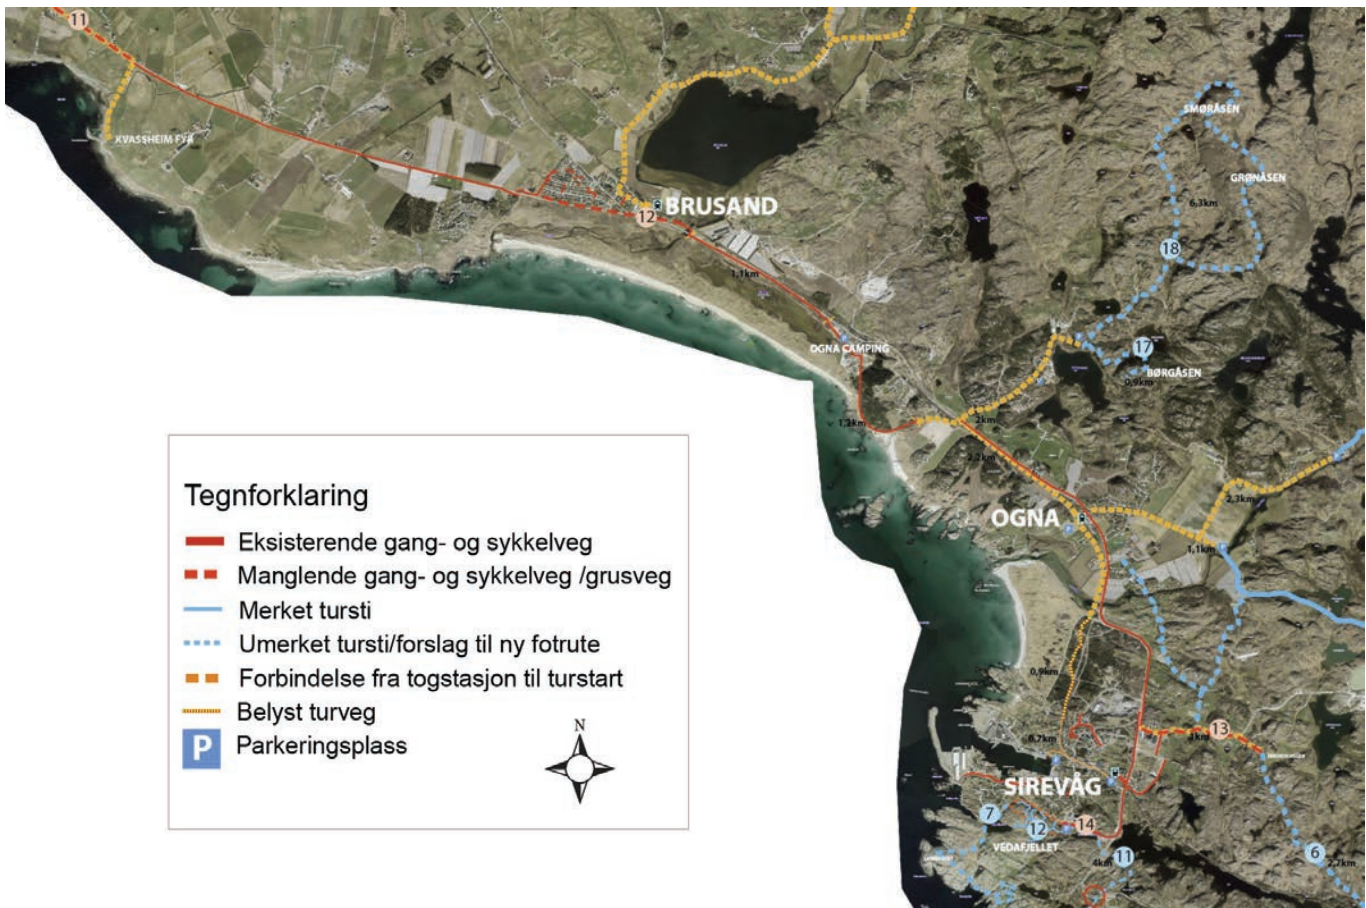 11
KVASSHEIM FYR
12
BRUSAND
1,1km
OGNA CAMPING
1,2km
SMØRÅSEN
GRØNÅSEN
6,3km
18
17
BØRGÅSEN
0,9km
2km
2,2km
OGNA
2,3km
1,1km
0,9km
0,7km
1km
13
SIREVÅG
7
12
14
VEDAFJELLET
11
4km
6
2,7km
Tegnforklaring
Eksisterende gang- og sykkelveg
Manglende gang- og sykkelveg /grusveg
Merket tursti
Umerket tursti/forslag til ny fotrute
Forbindelse fra togstasjon til turstart
Belyst turveg
P Parkeringsplass
N